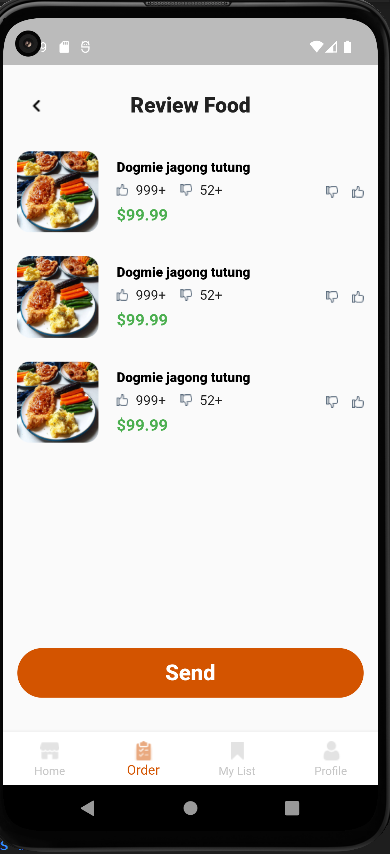 9
Review Food
Dogmie jagong tutung
999+ 52+
$99.99
Dogmie jagong tutung
999+ 52+
$99.99
Dogmie jagong tutung
999+ 52+
$99.99
Send
Home Order My List Profile
s